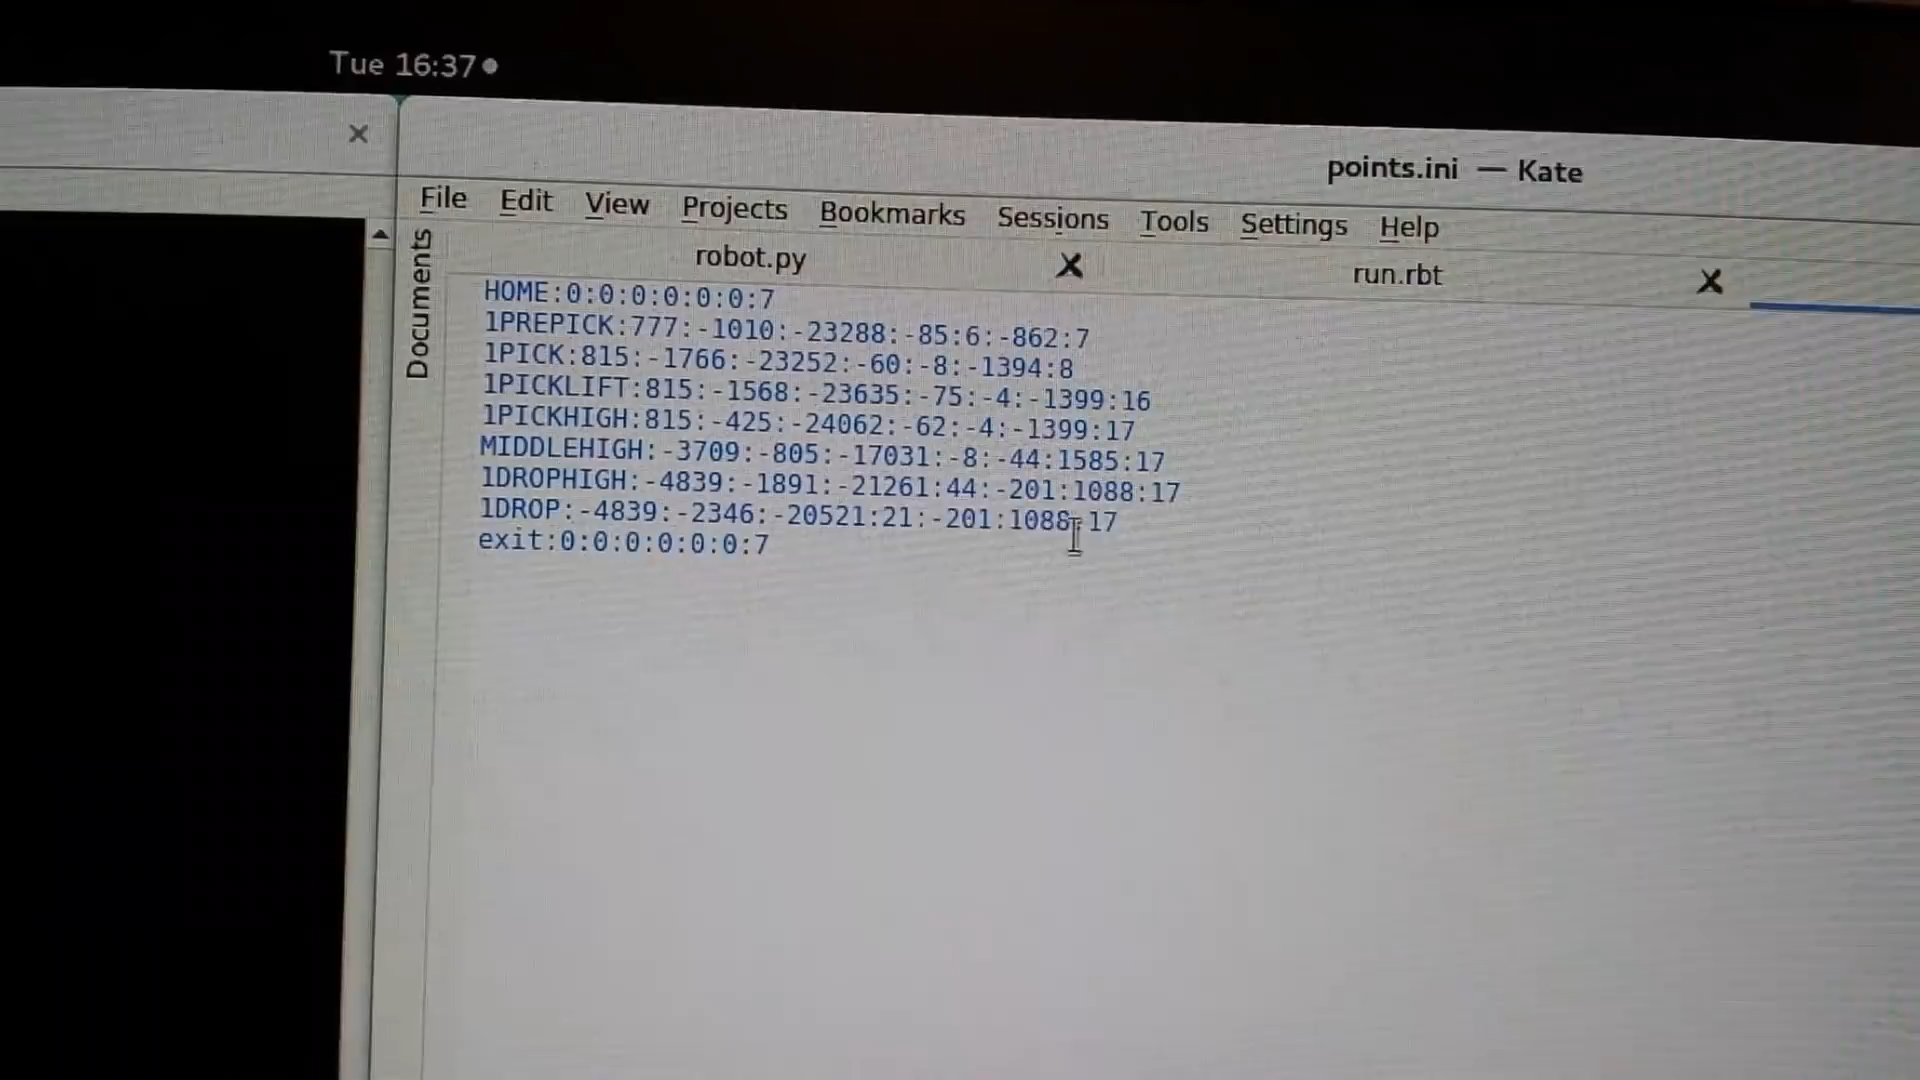 Tue 16:37
points.ini — Kate
File Edit View Projects Bookmarks Sessions Tools Settings Help
Documents
robot.py
run.rbt
HOME:0:0:0:0:0:0:7
1PREPICK:777:-1010:-23288:-85:6:-862:7
1PICK:815:-1766:-23252:-60:-8:-1394:8
1PICKLIFT:815:-1568:-23635:-75:-4:-1399:16
1PICKHIGH:815:-425:-24062:-62:-4:-1399:17
MIDDLEHIGH:-3709:-805:-17031:-8:-44:1585:17
1DROPHIGH:-4839:-1891:-21261:44:-201:1088:17
1DROP:-4839:-2346:-20521:21:-201:1088:17
exit:0:0:0:0:0:0:7